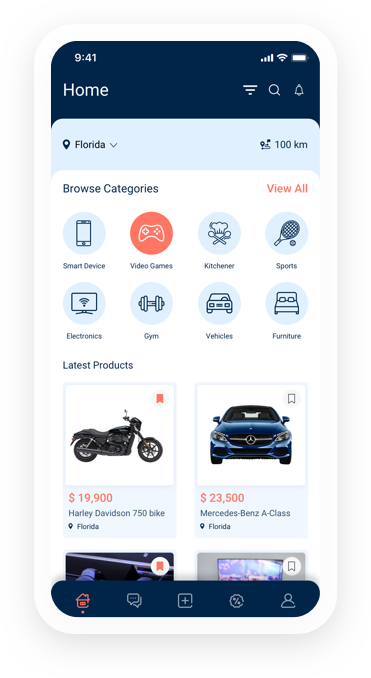 9:41
Home
Florida
100 km
Browse Categories
View All
Smart Device
Video Games
Kitchener
Sports
Electronics
Gym
Vehicles
Furniture
Latest Products
$ 19,900
$ 23,500
Harley Davidson 750 bike
Mercedes-Benz A-Class
Florida
Florida